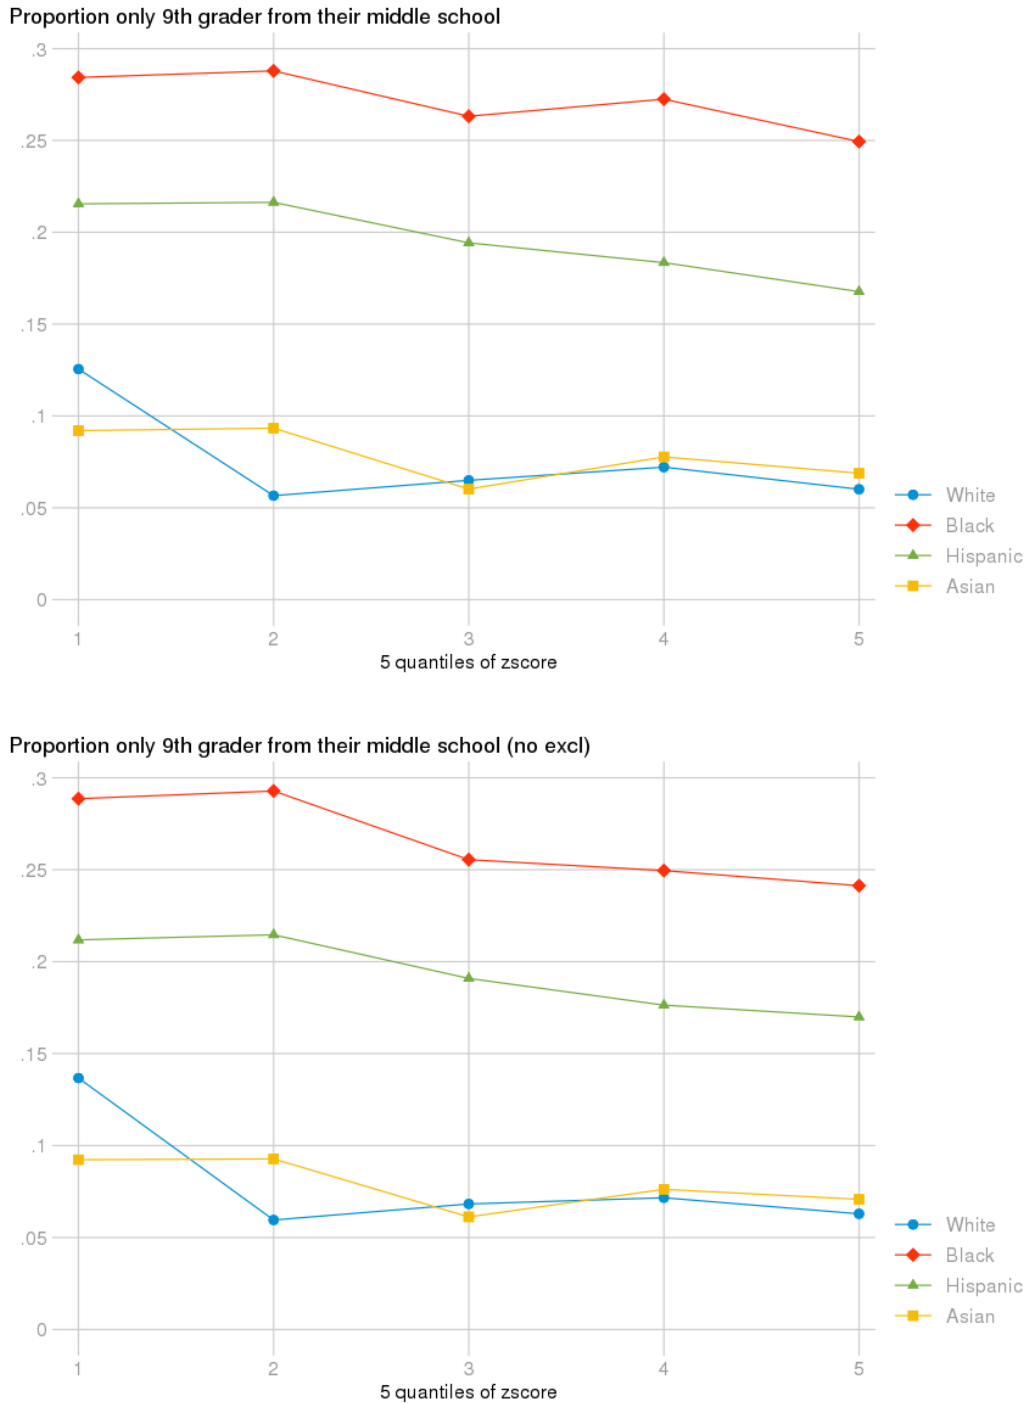 Proportion only 9th grader from their middle school
.3
.25
.2
.15
.1
.05
0
1 2 3 4 5
5 quantiles of zscore
White
Black
Hispanic
Asian
Proportion only 9th grader from their middle school (no excl)
.3
.25
.2
.15
.1
.05
0
1 2 3 4 5
5 quantiles of zscore
White
Black
Hispanic
Asian